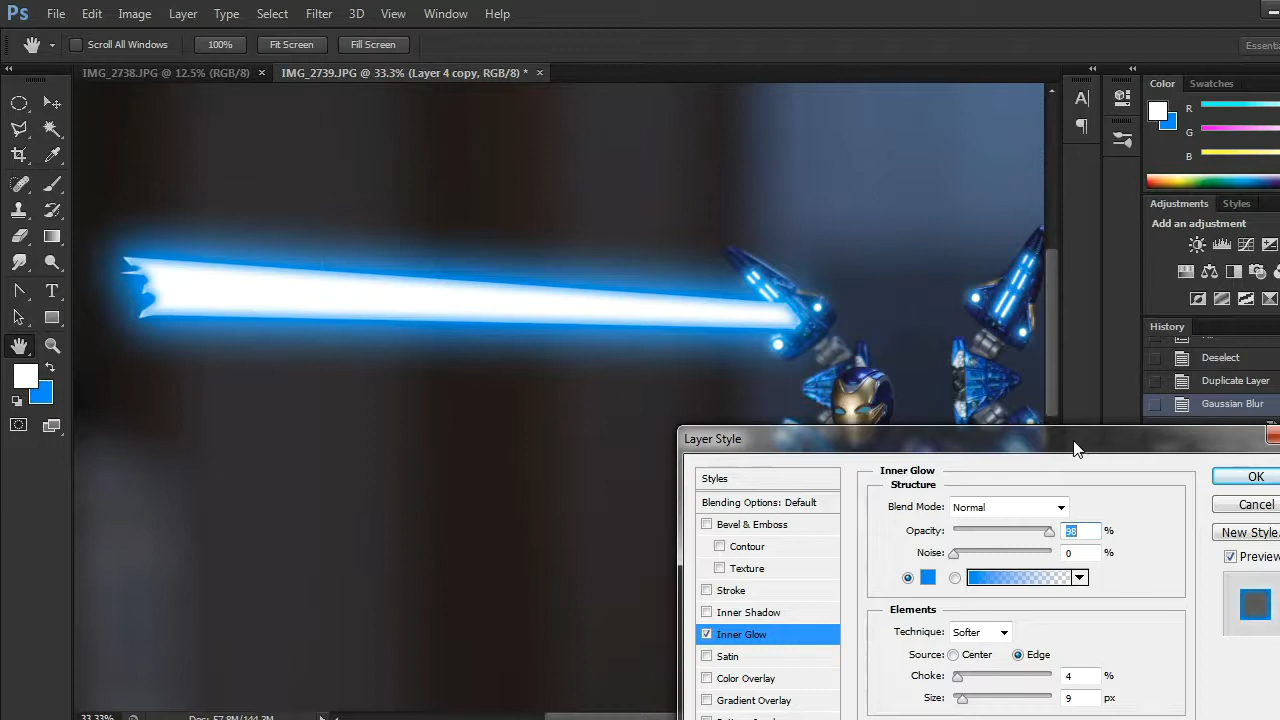 Ps File Edit Image Layer Type Select Filter 3D View Window Help
Scroll All Windows 100% Fit Screen Fill Screen
IMG_2738.JPG @ 12.5% (RGB/8) × IMG_2739.JPG @ 33.3% (Layer 4 copy, RGB/8) * ×
Color Swatches
R
G
B
Adjustments Styles
Add an adjustment
History
Deselect
Duplicate Layer
Gaussian Blur
Layer Style
Styles
Blending Options: Default
Bevel & Emboss
Contour
Texture
Stroke
Inner Shadow
Inner Glow
Satin
Color Overlay
Gradient Overlay
Inner Glow
Structure
Blend Mode: Normal
Opacity: 98 %
Noise: 0 %
Elements
Technique: Softer
Source: Center Edge
Choke: 4 %
Size: 9 px
OK
Cancel
New Style.
Preview
33.33%